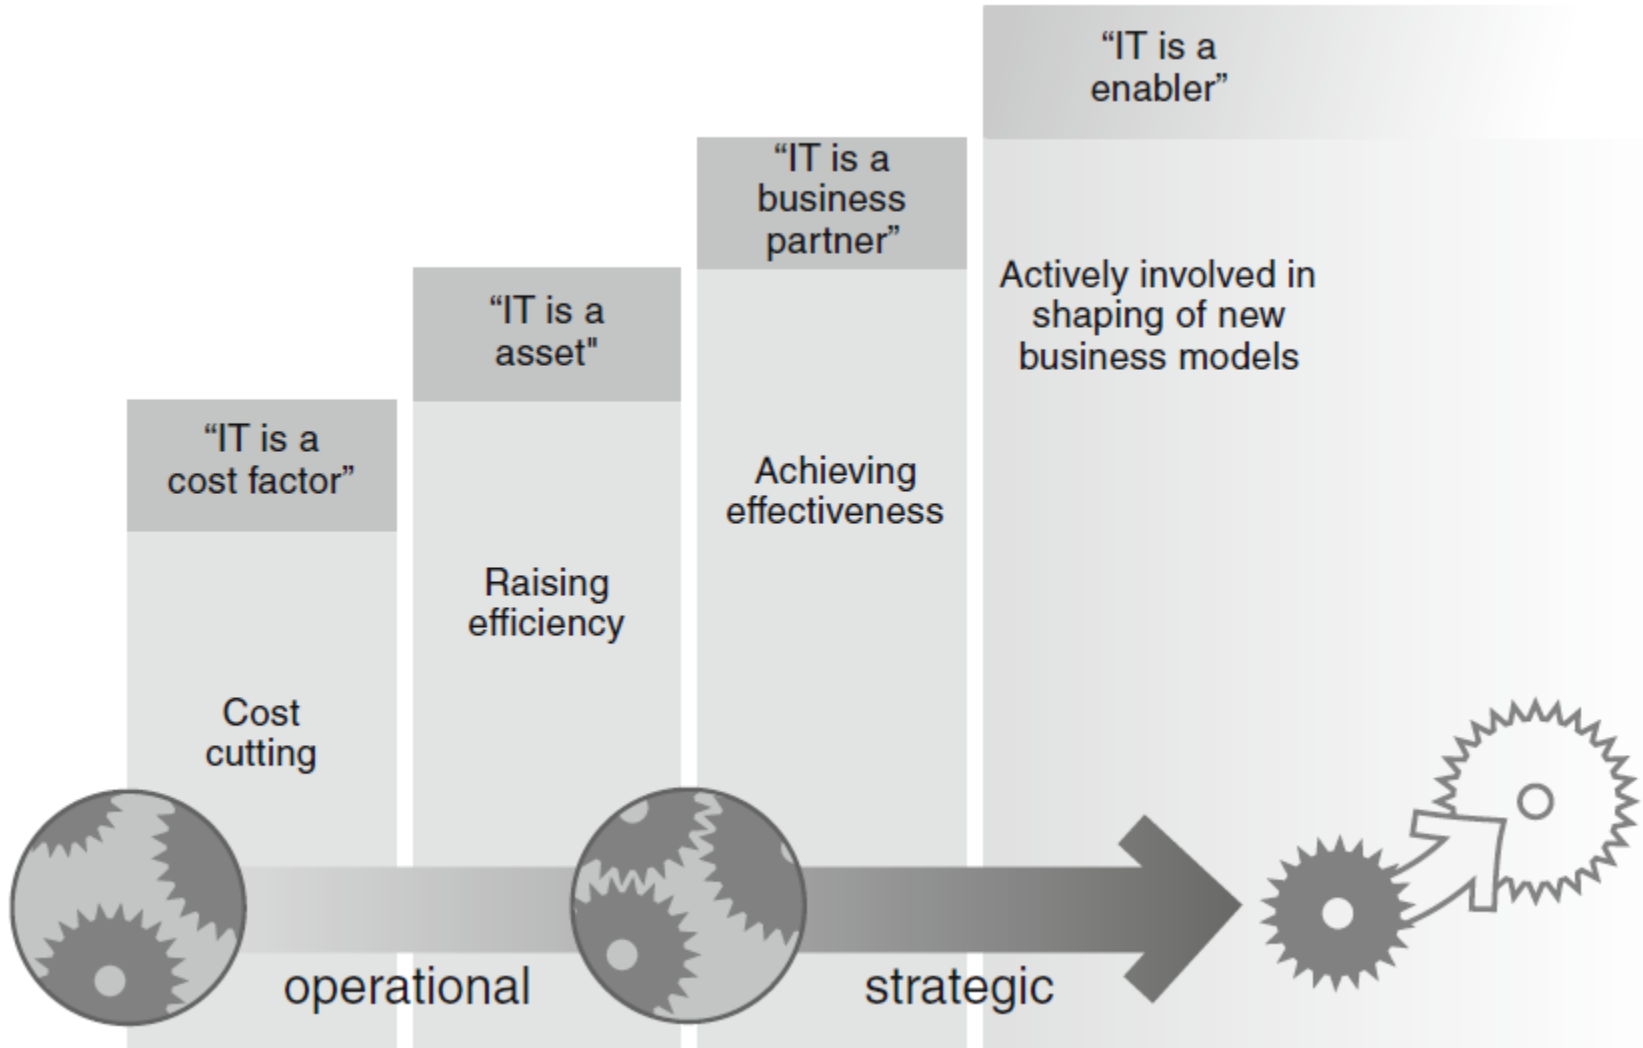 “IT is a
cost factor”
Cost
cutting
“IT is a
asset"
Raising
efficiency
“IT is a
business
partner”
Achieving
effectiveness
“IT is a
enabler”
Actively involved in
shaping of new
business models
operational
strategic